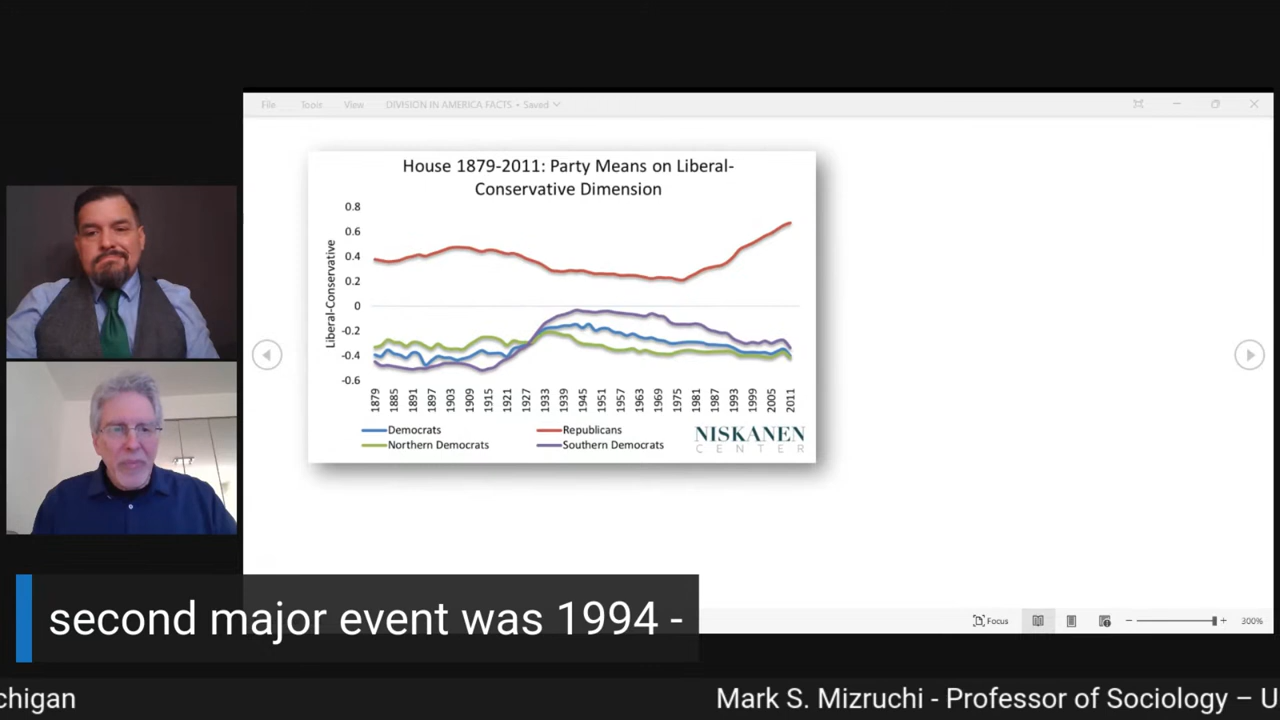 File Tools View DIVISION IN AMERICA FACTS • Saved
House 1879-2011: Party Means on Liberal-
Conservative Dimension
Liberal-Conservative
0.8
0.6
0.4
0.2
0
-0.2
-0.4
-0.6
1879 1885 1891 1897 1903 1909 1915 1921 1927 1933 1939 1945 1951 1957 1963 1969 1975 1981 1987 1993 1999 2005 2011
Democrats Republicans
Northern Democrats Southern Democrats
NISKANEN
CENTER
second major event was 1994 -
Focus 300%
chigan Mark S. Mizruchi - Professor of Sociology – U